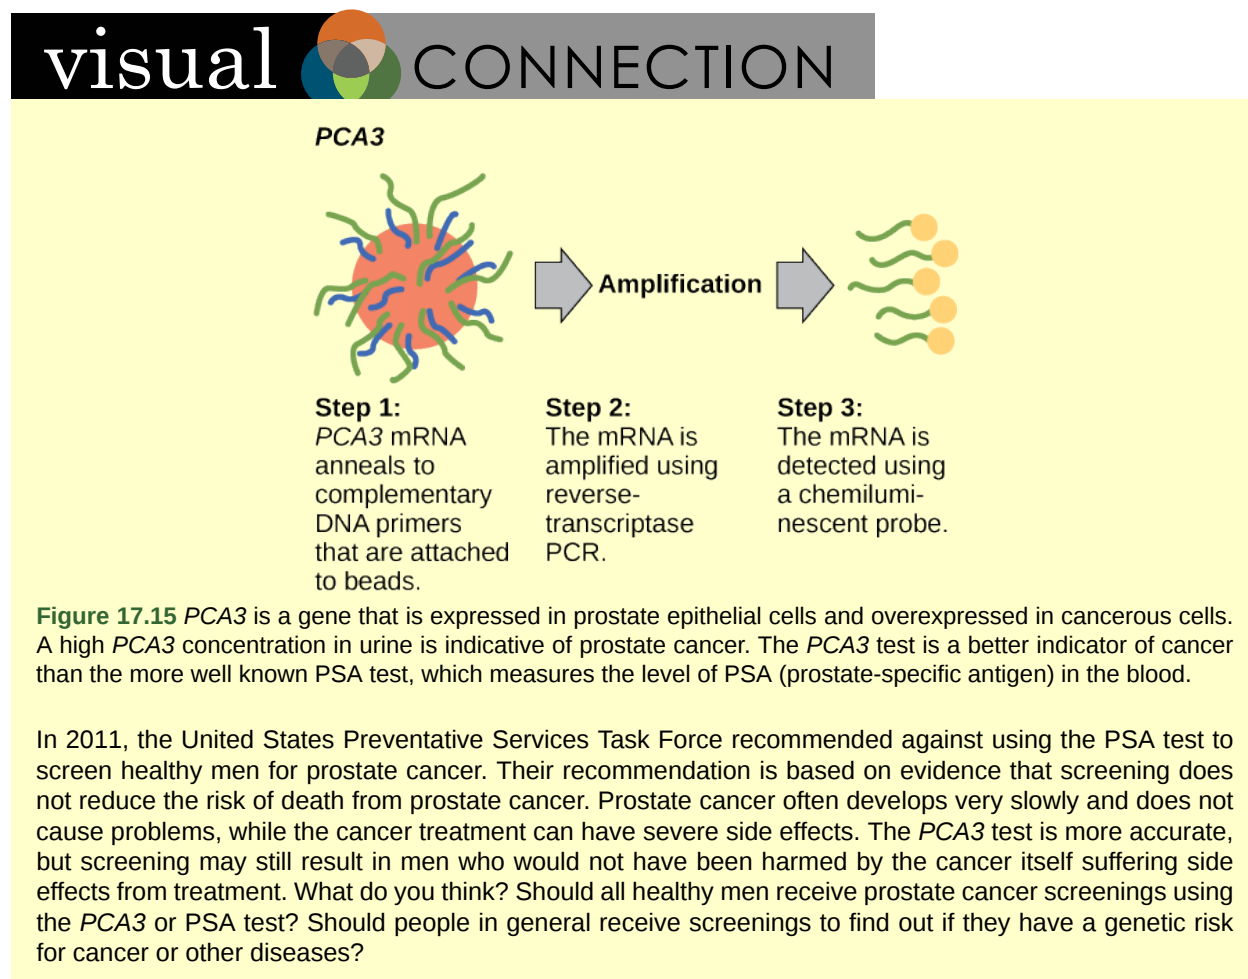 visual CONNECTION
PCA3
Amplification
Step 1:
PCA3 mRNA
anneals to
complementary
DNA primers
that are attached
to beads.
Step 2:
The mRNA is
amplified using
reverse-
transcriptase
PCR.
Step 3:
The mRNA is
detected using
a chemilumi-
nescent probe.
Figure 17.15 PCA3 is a gene that is expressed in prostate epithelial cells and overexpressed in cancerous cells.
A high PCA3 concentration in urine is indicative of prostate cancer. The PCA3 test is a better indicator of cancer
than the more well known PSA test, which measures the level of PSA (prostate-specific antigen) in the blood.
In 2011, the United States Preventative Services Task Force recommended against using the PSA test to
screen healthy men for prostate cancer. Their recommendation is based on evidence that screening does
not reduce the risk of death from prostate cancer. Prostate cancer often develops very slowly and does not
cause problems, while the cancer treatment can have severe side effects. The PCA3 test is more accurate,
but screening may still result in men who would not have been harmed by the cancer itself suffering side
effects from treatment. What do you think? Should all healthy men receive prostate cancer screenings using
the PCA3 or PSA test? Should people in general receive screenings to find out if they have a genetic risk
for cancer or other diseases?